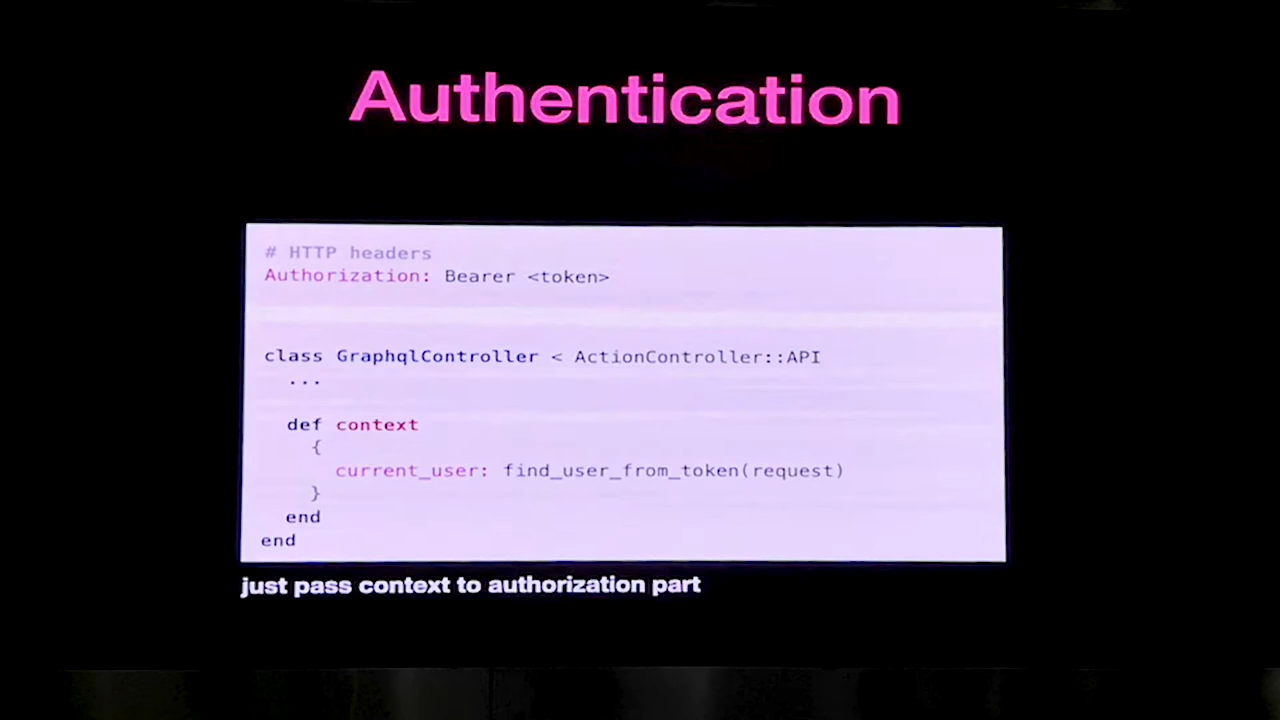 Authentication
# HTTP headers
Authorization: Bearer <token>
class GraphqlController < ActionController::API
...
def context
{
current_user: find_user_from_token(request)
}
end
end
just pass context to authorization part